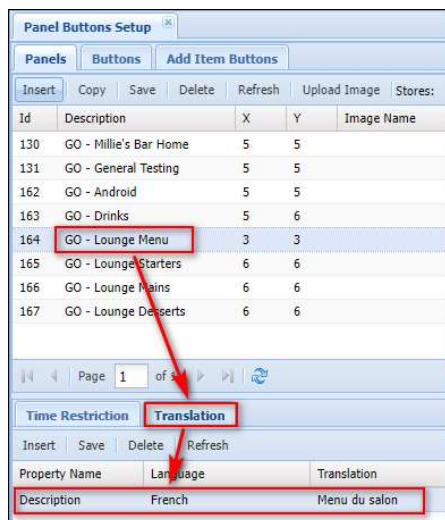 Panel Buttons Setup
Panels Buttons Add Item Buttons
Insert Copy Save Delete Refresh Upload Image Stores:
Id Description X Y Image Name
130 GO - Millie's Bar Home 5 5
131 GO - General Testing 5 5
162 GO - Android 5 5
163 GO - Drinks 5 6
164 GO - Lounge Menu 3 3
165 GO - Lounge Starters 6 6
166 GO - Lounge Mains 6 6
167 GO - Lounge Desserts 6 6
Page 1 of
Time Restriction Translation
Insert Save Delete Refresh
Property Name Language Translation
Description French Menu du salon